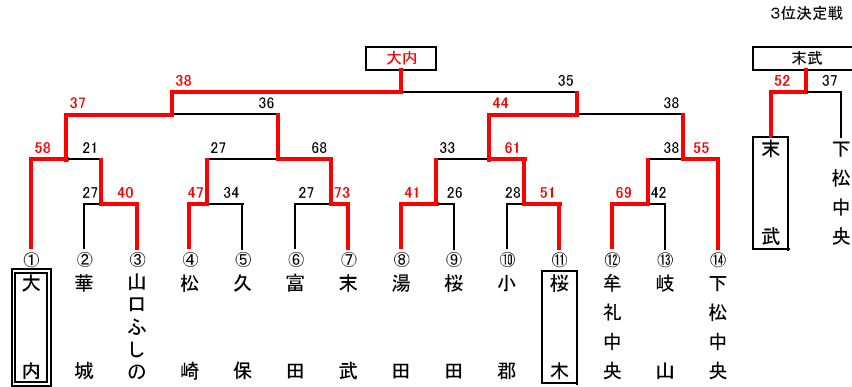 3位決定戦
大内
末武
38
35
52
37
37
36
44
38
58
21
27
68
33
61
38
55
27
40
47
34
27
73
41
26
28
51
69
42
① ② ③ ④ ⑤ ⑥ ⑦ ⑧ ⑨ ⑩ ⑪ ⑫ ⑬ ⑭
大内
華城
山口ふしの
松崎
久保
富田
末武
湯田
桜田
小郡
桜木
牟礼中央
岐山
下松中央
末武
下松中央